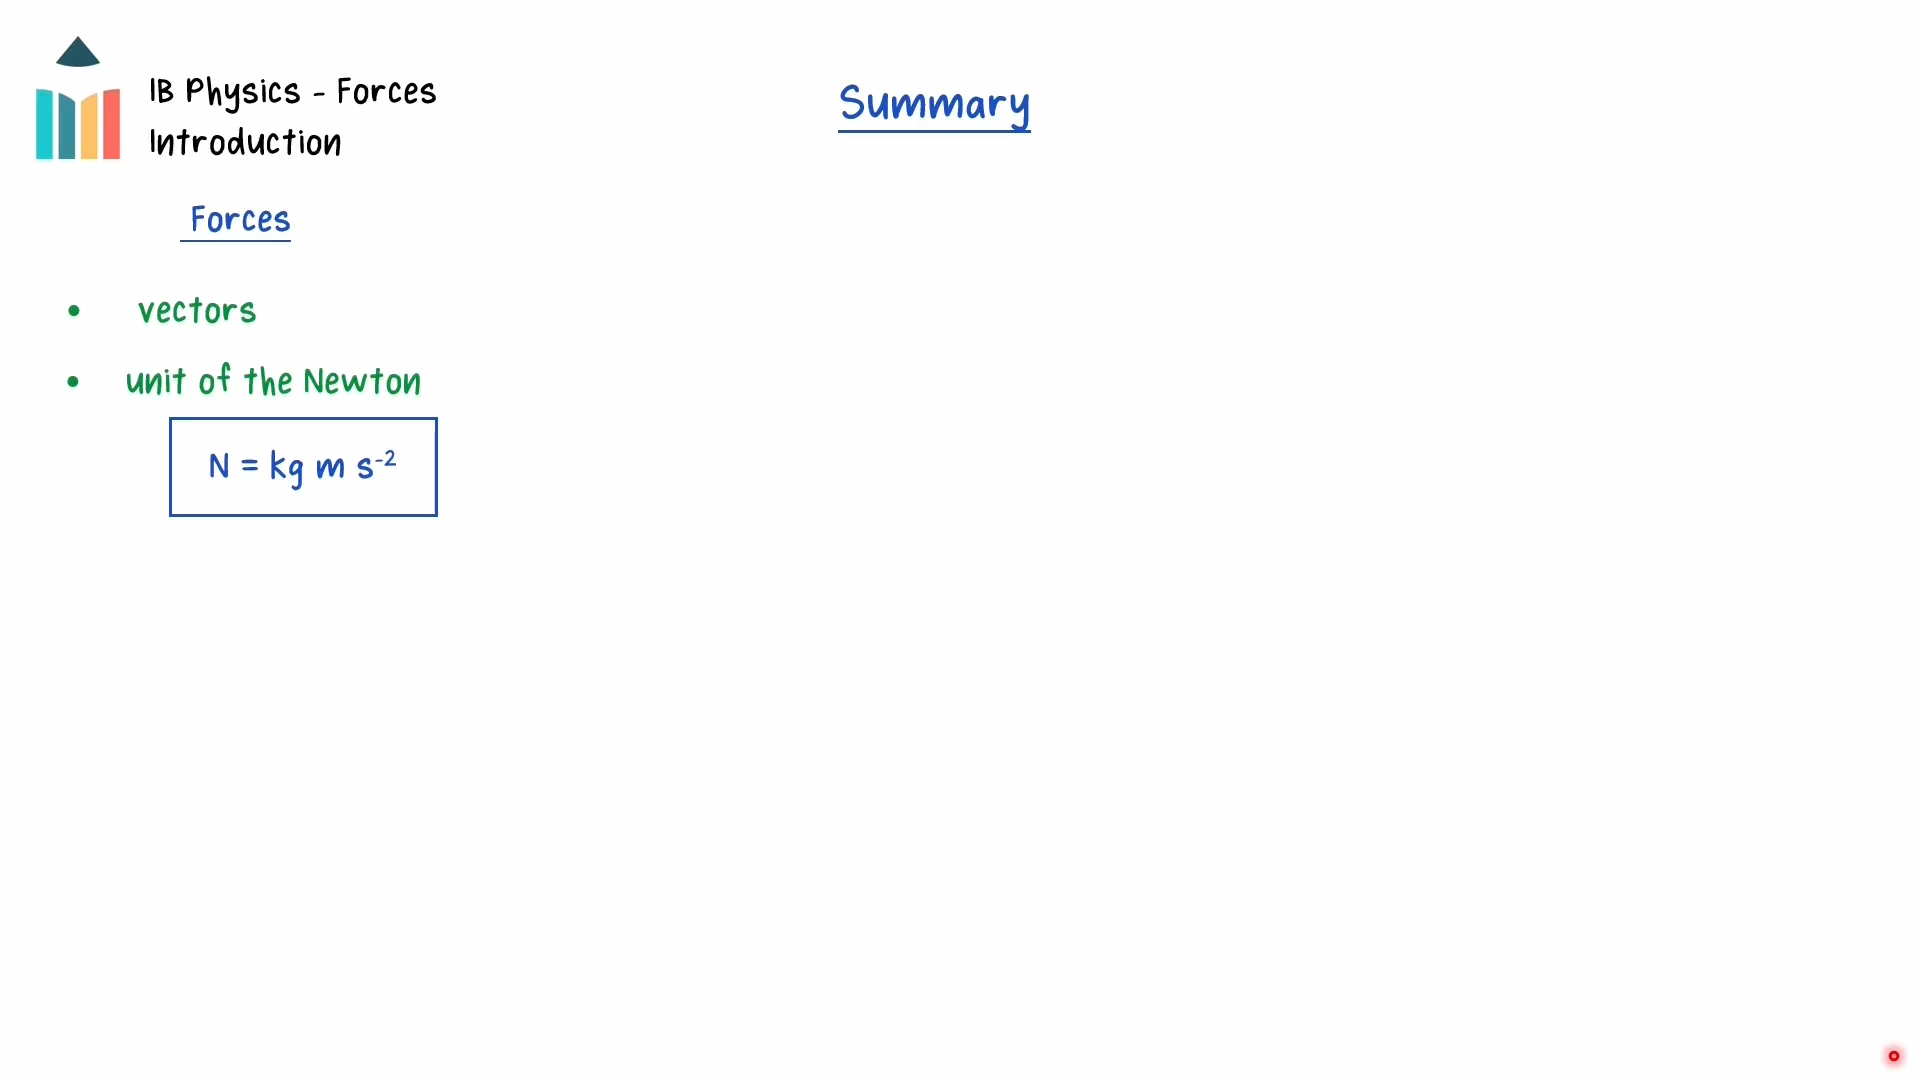 IB Physics - Forces
Introduction
Summary
Forces
• vectors
• unit of the Newton
N = kg m s⁻²